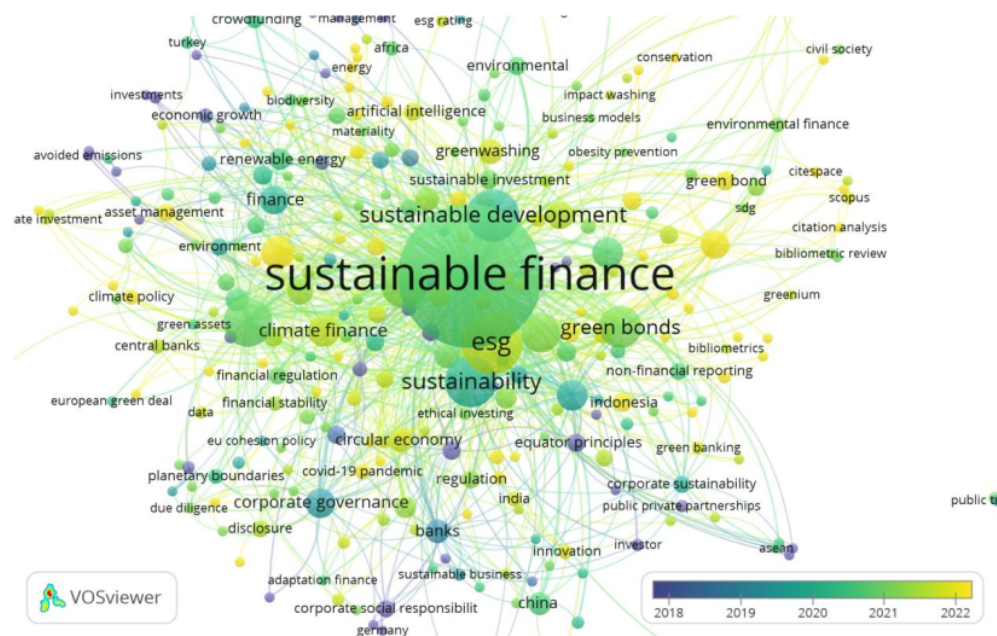 crowdfunding
management
esg rating
turkey
africa
civil society
energy
environmental
conservation
investments
biodiversity
artificial intelligence
impact washing
economic growth
business models
materiality
environmental finance
avoided emissions
renewable energy
greenwashing
obesity prevention
sustainable investment
green bond
citespace
finance
sdg
scopus
ate investment
asset management
sustainable development
citation analysis
environment
bibliometric review
sustainable finance
climate policy
greenium
green assets
climate finance
green bonds
central banks
esg
bibliometrics
financial regulation
sustainability
non-financial reporting
european green deal
financial stability
indonesia
data
ethical investing
eu cohesion policy
circular economy
equator principles
green banking
planetary boundaries
covid-19 pandemic
regulation
corporate sustainability
due diligence
corporate governance
india
public private partnerships
public t
disclosure
banks
innovation
investor
asean
adaptation finance
sustainable business
corporate social responsibilit
china
germany
VOSviewer
2018 2019 2020 2021 2022